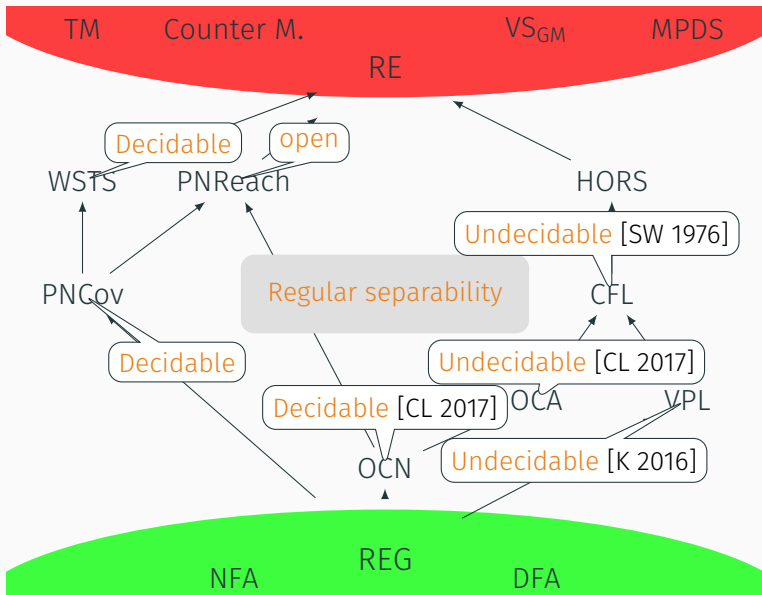 TM Counter M. VS_GM MPDS
RE
Decidable open
WSTS PNReach HORS
Undecidable [SW 1976]
PNCov Regular separability CFL
Decidable Undecidable [CL 2017]
Decidable [CL 2017] OCA VPL
OCN Undecidable [K 2016]
REG
NFA DFA